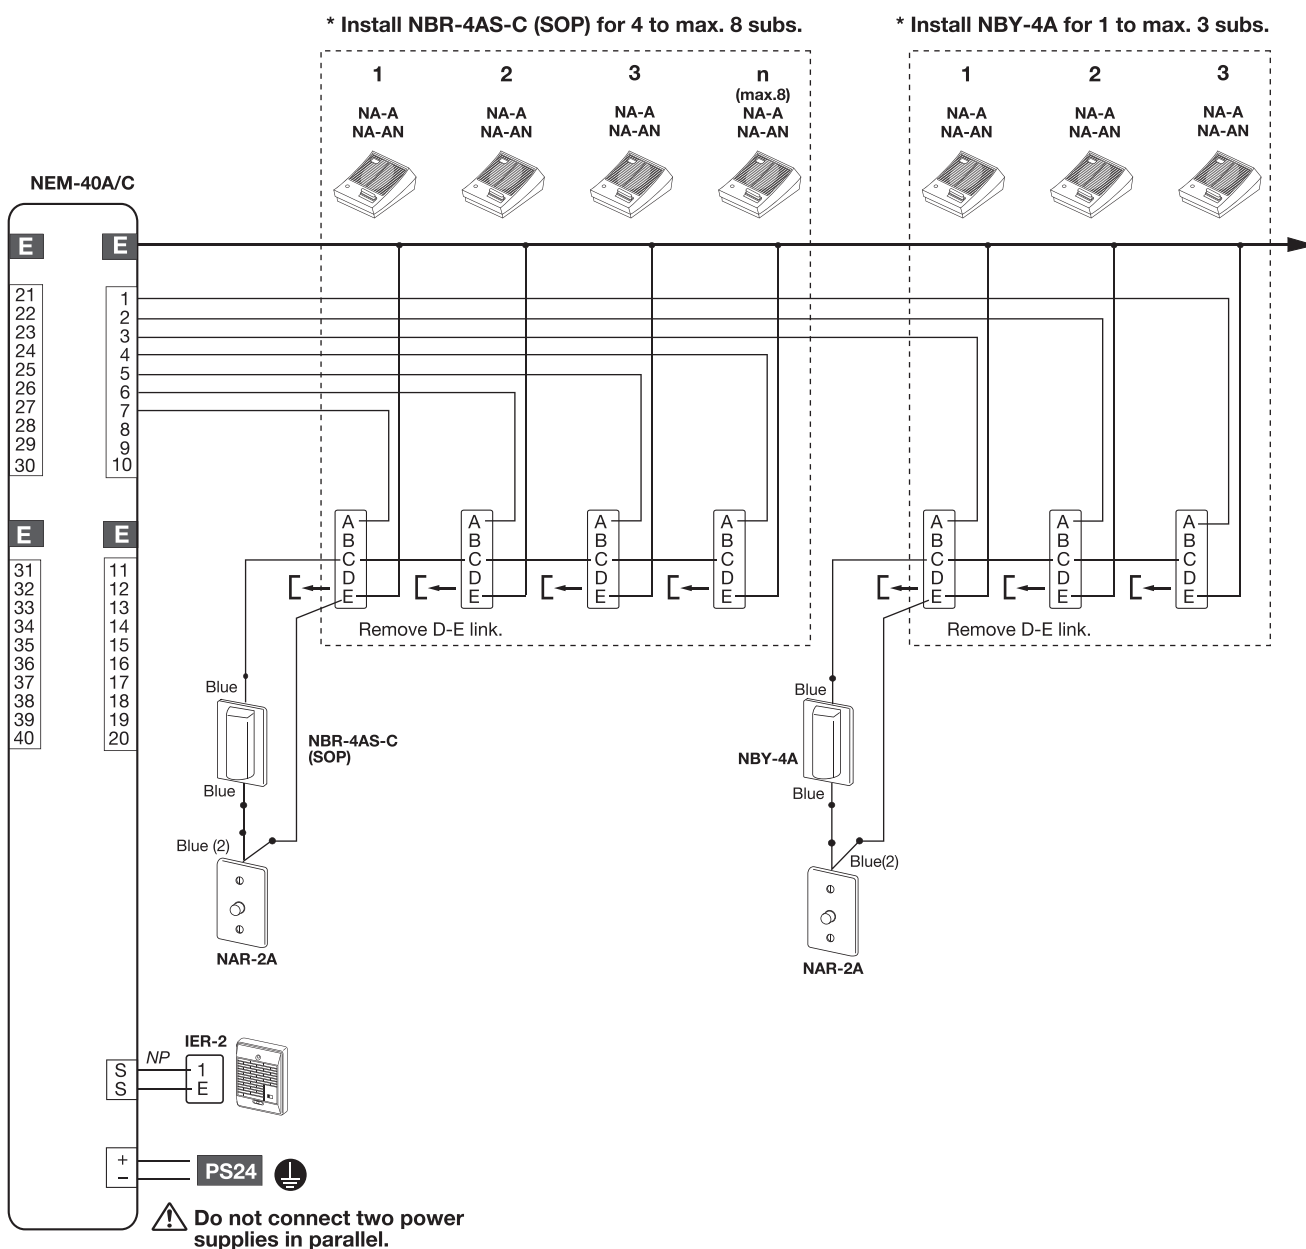 * Install NBR-4AS-C (SOP) for 4 to max. 8 subs.
* Install NBY-4A for 1 to max. 3 subs.
1
2
3
n
(max.8)
NA-A
NA-AN
NA-A
NA-AN
NA-A
NA-AN
NA-A
NA-AN
1
2
3
NA-A
NA-AN
NA-A
NA-AN
NA-A
NA-AN
NEM-40A/C
E
E
21
22
23
24
25
26
27
28
29
30
1
2
3
4
5
6
7
8
9
10
E
E
31
32
33
34
35
36
37
38
39
40
11
12
13
14
15
16
17
18
19
20
A
B
C
D
E
A
B
C
D
E
A
B
C
D
E
A
B
C
D
E
Remove D-E link.
A
B
C
D
E
A
B
C
D
E
A
B
C
D
E
Remove D-E link.
Blue
NBR-4AS-C
(SOP)
Blue
Blue (2)
NAR-2A
Blue
NBY-4A
Blue
Blue(2)
NAR-2A
IER-2
NP
S
S
1
E
+
−
PS24
Do not connect two power
supplies in parallel.